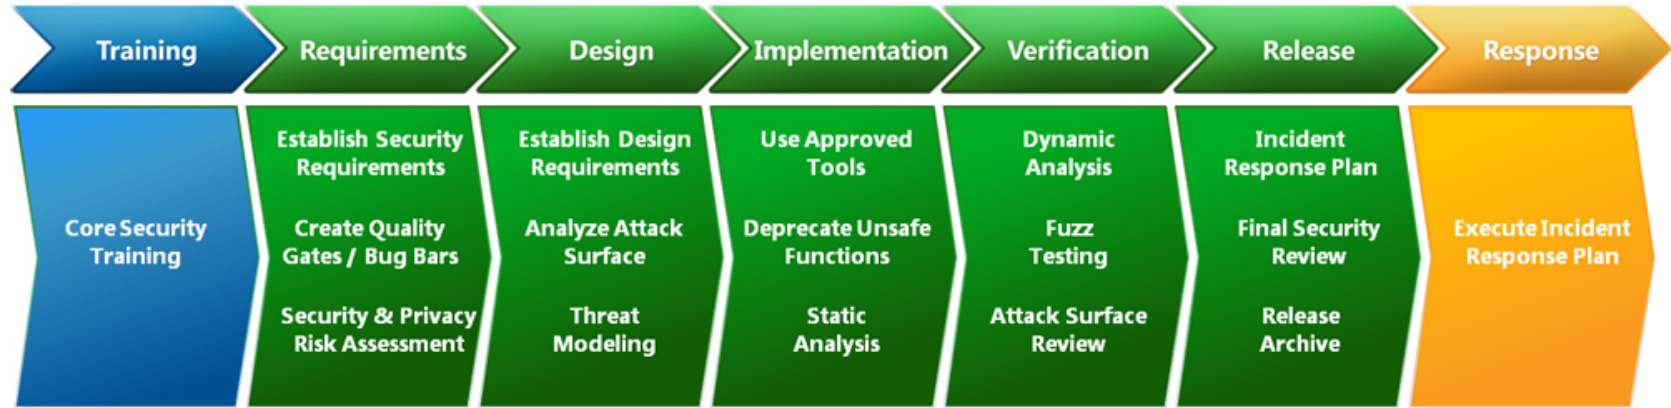 Training
Requirements
Design
Implementation
Verification
Release
Response
Core Security
Training
Establish Security
Requirements
Create Quality
Gates / Bug Bars
Security & Privacy
Risk Assessment
Establish Design
Requirements
Analyze Attack
Surface
Threat
Modeling
Use Approved
Tools
Deprecate Unsafe
Functions
Static
Analysis
Dynamic
Analysis
Fuzz
Testing
Attack Surface
Review
Incident
Response Plan
Final Security
Review
Release
Archive
Execute Incident
Response Plan